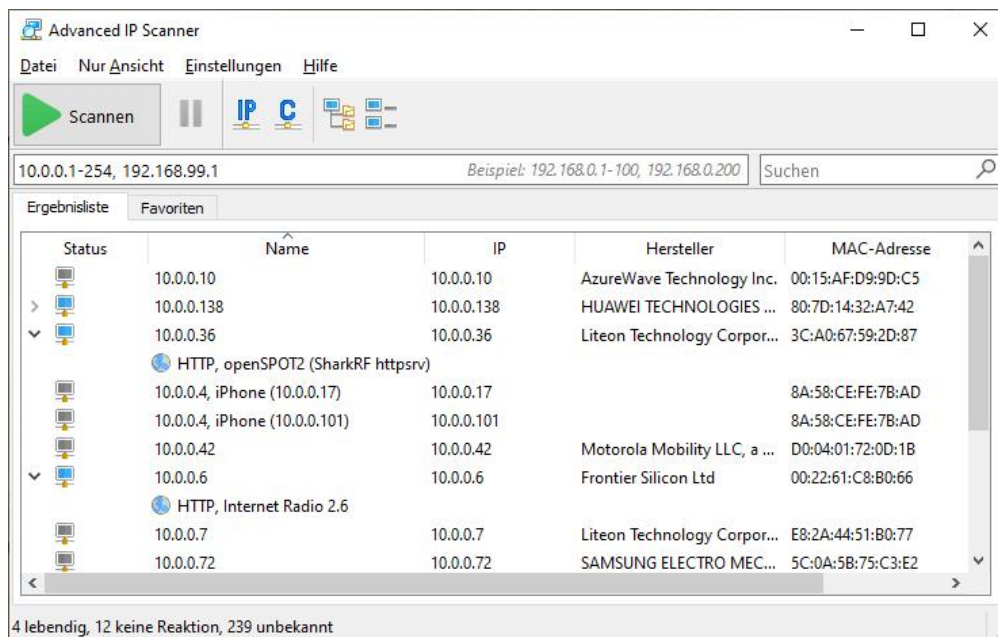 Advanced IP Scanner
Datei Nur Ansicht Einstellungen Hilfe
Scannen IP C
10.0.0.1-254, 192.168.99.1 Beispiel: 192.168.0.1-100, 192.168.0.200 Suchen
Ergebnisliste Favoriten
Status Name IP Hersteller MAC-Adresse
10.0.0.10 10.0.0.10 AzureWave Technology Inc. 00:15:AF:D9:9D:C5
10.0.0.138 10.0.0.138 HUAWEI TECHNOLOGIES ... 80:7D:14:32:A7:42
10.0.0.36 10.0.0.36 Liteon Technology Corpor... 3C:A0:67:59:2D:87
HTTP, openSPOT2 (SharkRF httpsrv)
10.0.0.4, iPhone (10.0.0.17) 10.0.0.17 8A:58:CE:FE:7B:AD
10.0.0.4, iPhone (10.0.0.101) 10.0.0.101 8A:58:CE:FE:7B:AD
10.0.0.42 10.0.0.42 Motorola Mobility LLC, a ... D0:04:01:72:0D:1B
10.0.0.6 10.0.0.6 Frontier Silicon Ltd 00:22:61:C8:B0:66
HTTP, Internet Radio 2.6
10.0.0.7 10.0.0.7 Liteon Technology Corpor... E8:2A:44:51:B0:77
10.0.0.72 10.0.0.72 SAMSUNG ELECTRO MEC... 5C:0A:5B:75:C3:E2
4 lebendig, 12 keine Reaktion, 239 unbekannt